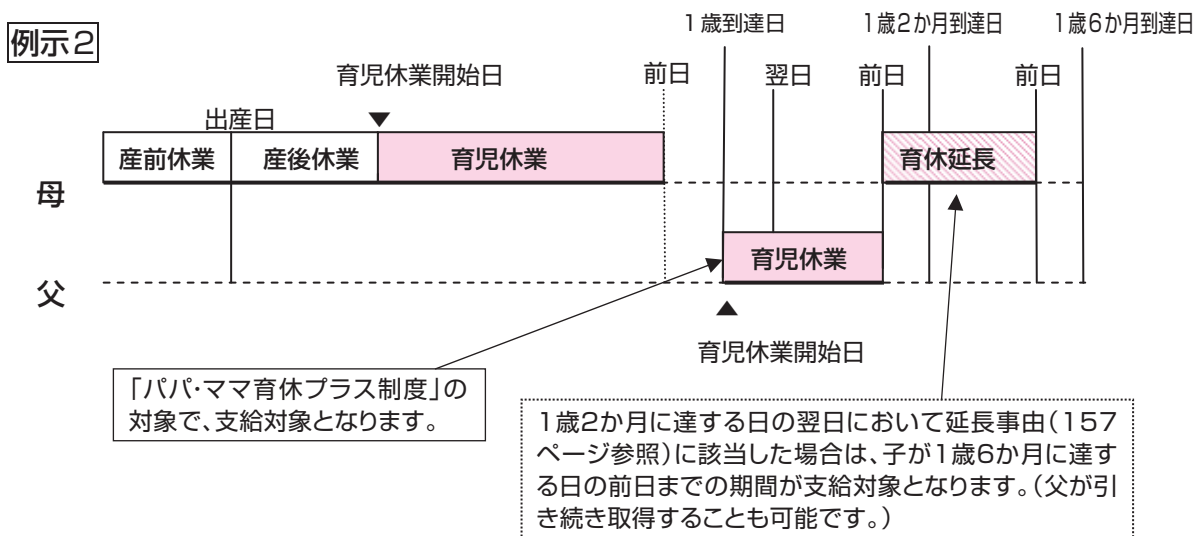 例示2
1歳到達日
1歳2か月到達日
1歳6か月到達日
育児休業開始日
前日
翌日
前日
前日
出産日
産前休業
産後休業
育児休業
育休延長
母
育児休業
父
育児休業開始日
「パパ・ママ育休プラス制度」の
対象で、支給対象となります。
1歳2か月に達する日の翌日において延長事由(157
ページ参照)に該当した場合は、子が1歳6か月に達す
る日の前日までの期間が支給対象となります。(父が引
き続き取得することも可能です。)